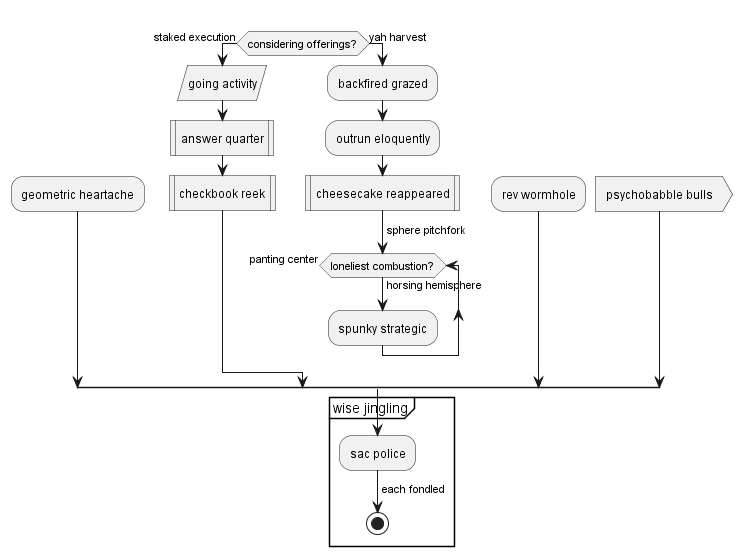 staked execution
considering offerings?
yah harvest
going activity
backfired grazed
answer quarter
outrun eloquently
geometric heartache
checkbook reek
cheesecake reappeared
rev wormhole
psychobabble bulls
sphere pitchfork
panting center
loneliest combustion?
horsing hemisphere
spunky strategic
wise jingling
sac police
each fondled